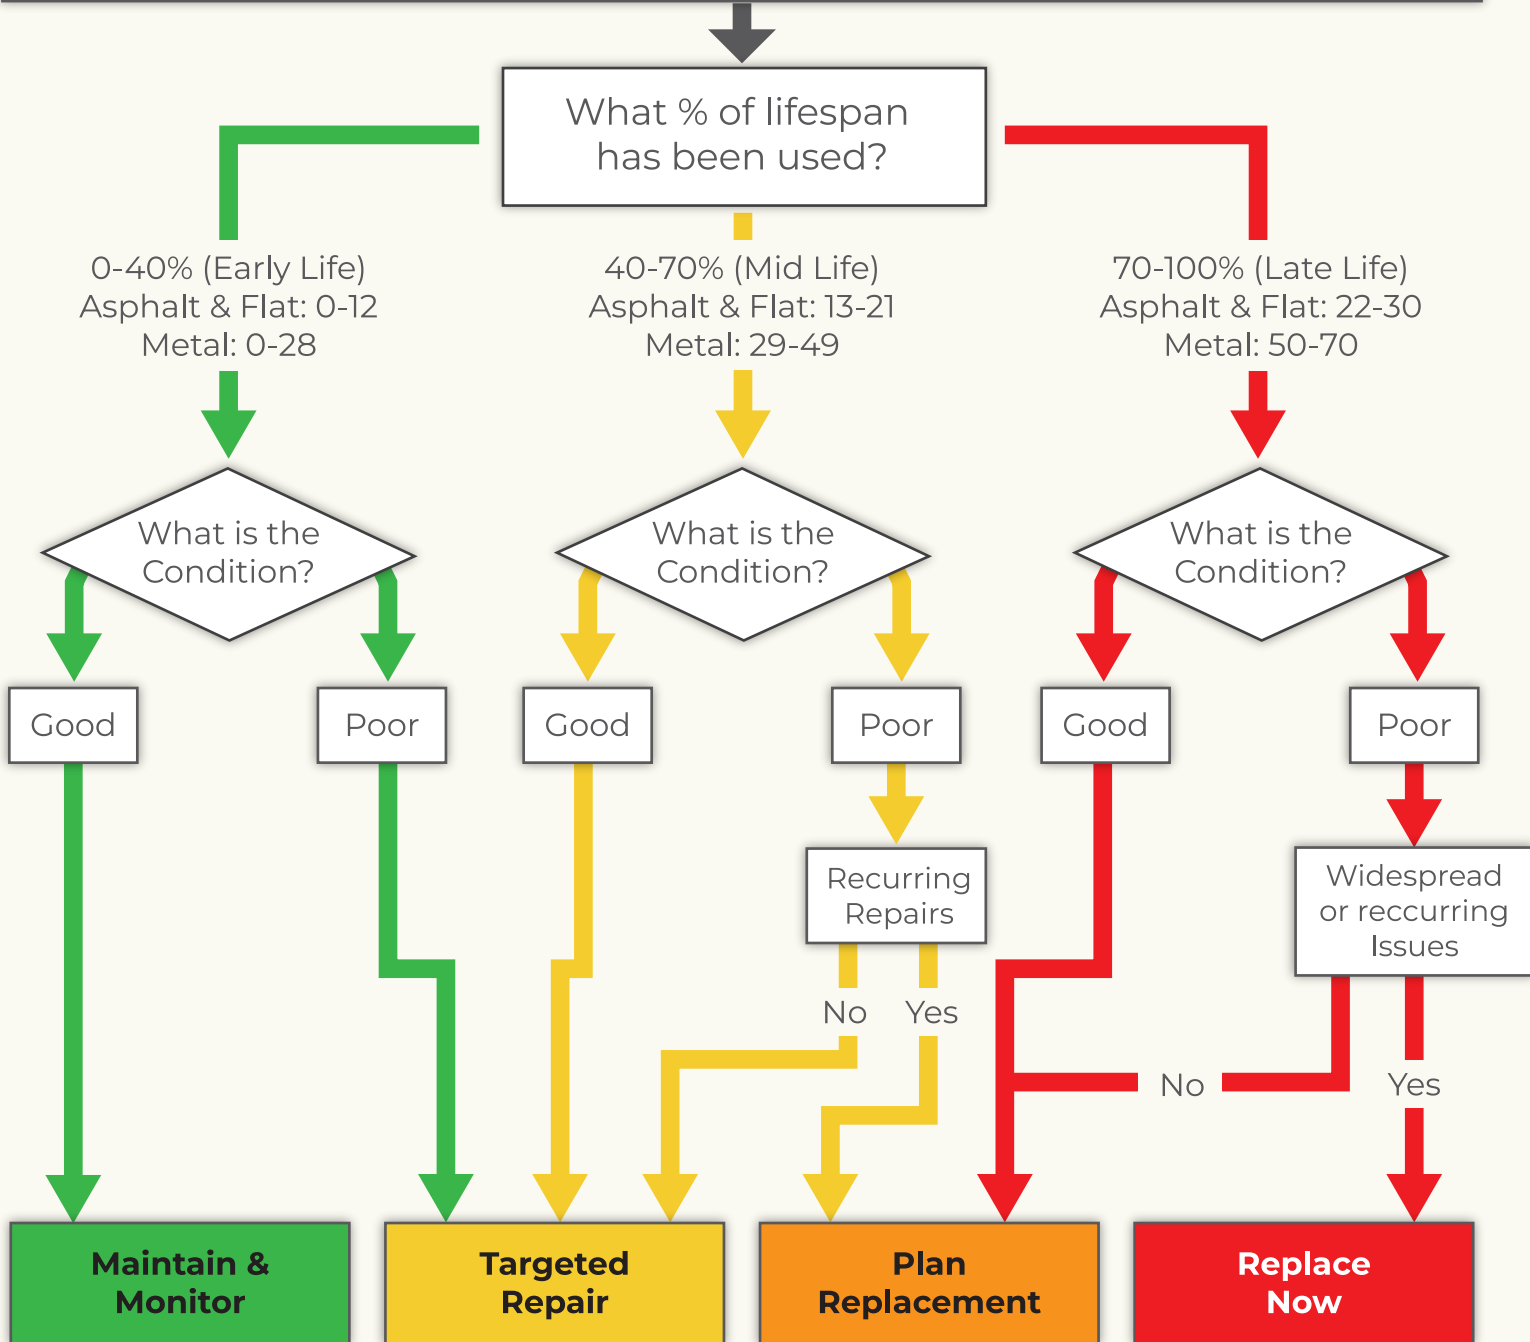 What % of lifespan
has been used?
0-40% (Early Life)
Asphalt & Flat: 0-12
Metal: 0-28
40-70% (Mid Life)
Asphalt & Flat: 13-21
Metal: 29-49
70-100% (Late Life)
Asphalt & Flat: 22-30
Metal: 50-70
What is the
Condition?
What is the
Condition?
What is the
Condition?
Good
Poor
Good
Poor
Good
Poor
Recurring
Repairs
Widespread
or reccurring
Issues
No
Yes
No
Yes
Maintain &
Monitor
Targeted
Repair
Plan
Replacement
Replace
Now